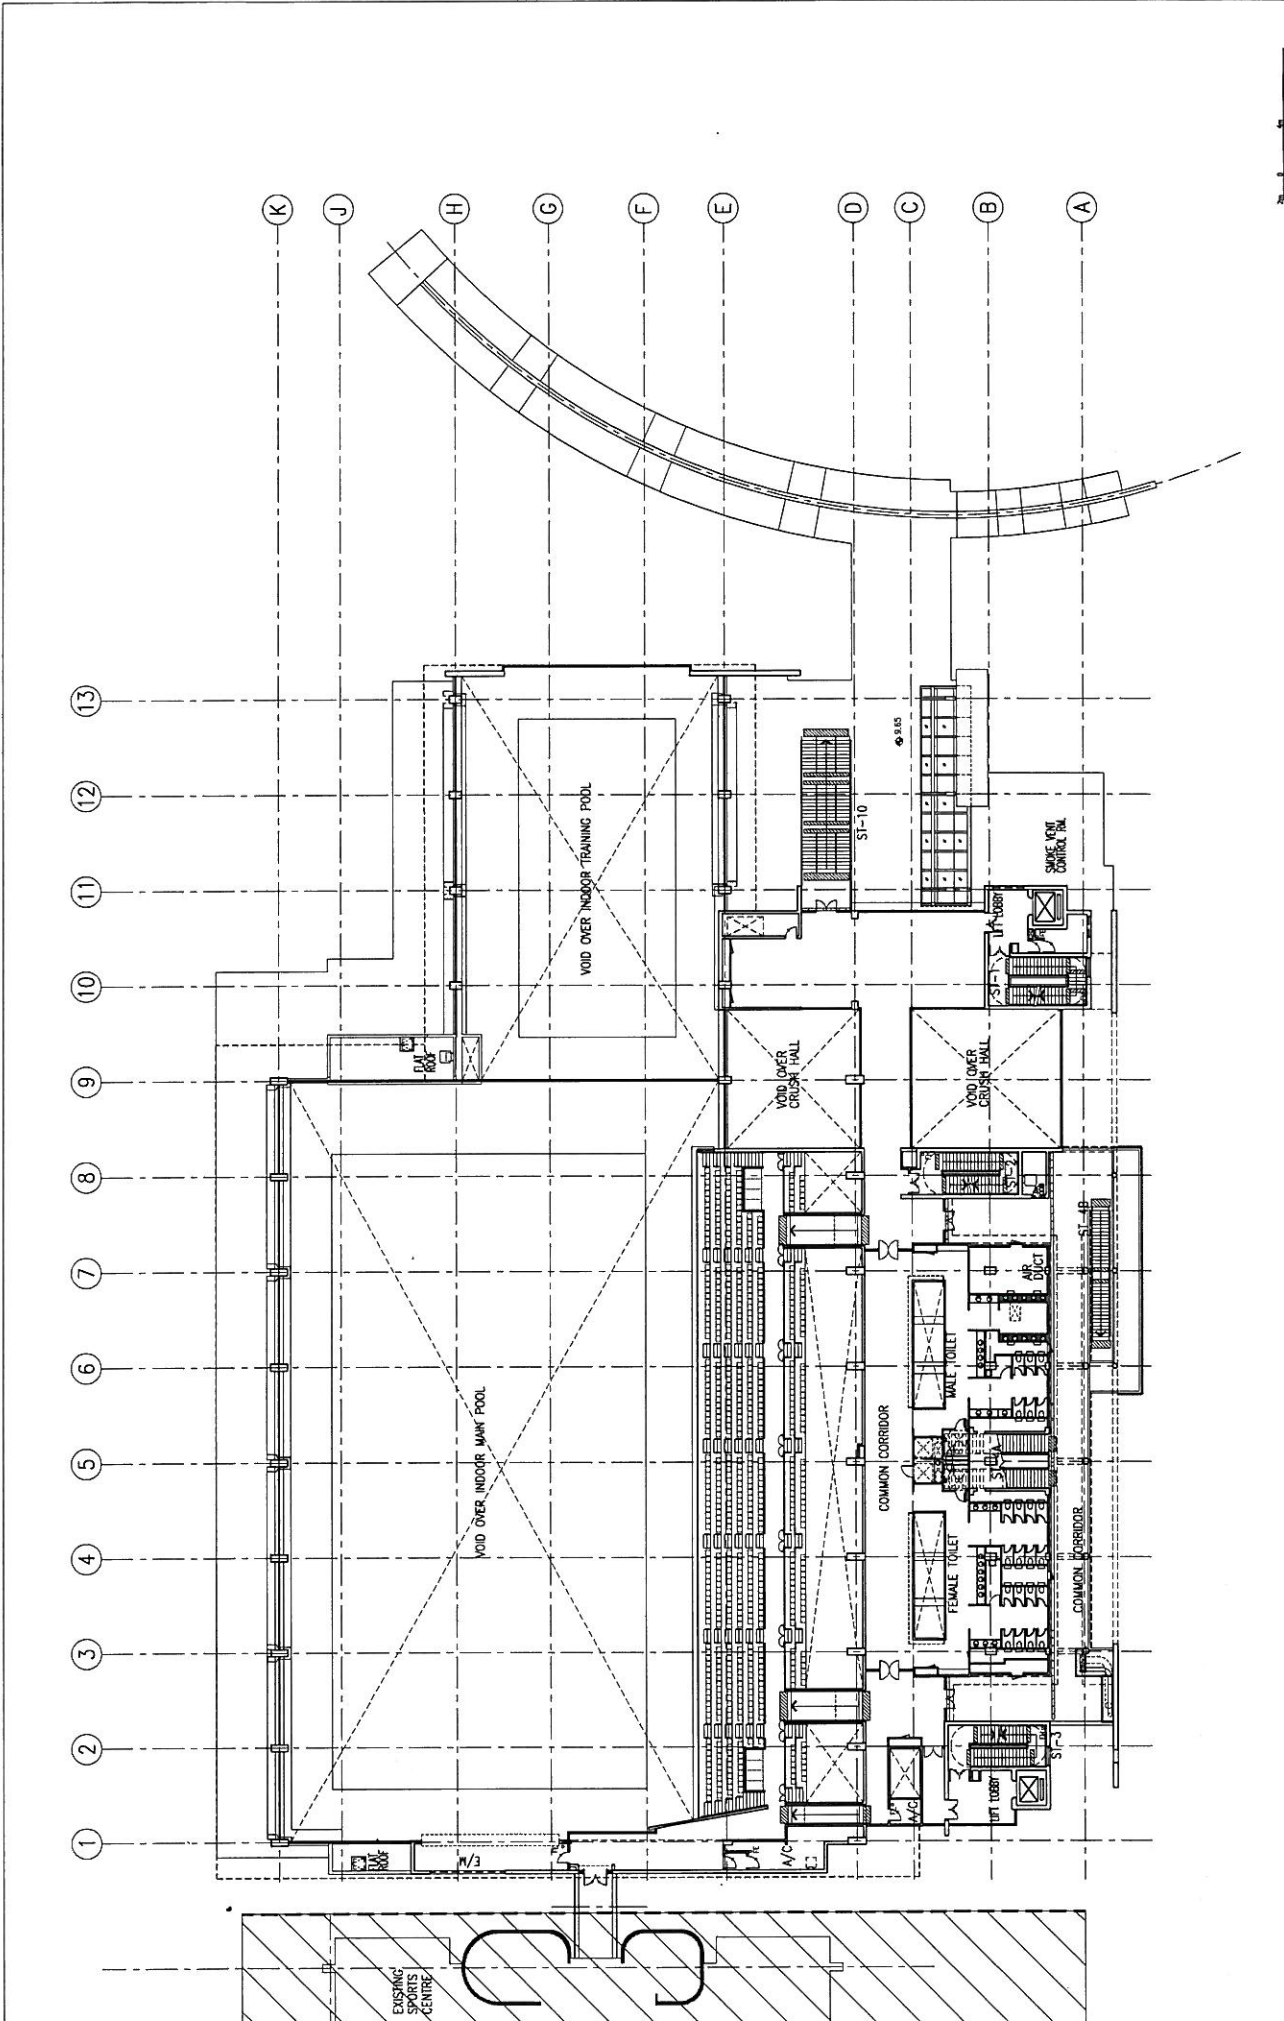 K
J
H
G
F
E
D
C
B
A
13
12
11
10
9
8
7
6
5
4
3
2
1
VOID OVER INDOOR TRAINING POOL
ST-10
9.65
SMOKE VENT
CONTROL RM.
LIFT LOBBY
ST-1
FLAT
ROOF
VOID OVER
CRUSH HALL
VOID OVER
CRUSH HALL
ST-2
ST-4B
AIR
DUCT
MALE TOILET
VOID OVER INDOOR MAIN POOL
COMMON CORRIDOR
FEMALE TOILET
COMMON CORRIDOR
ST-3
LIFT LOBBY
A/C
A/C
E/M
FLAT
ROOF
EXISTING
SPORTS
CENTRE